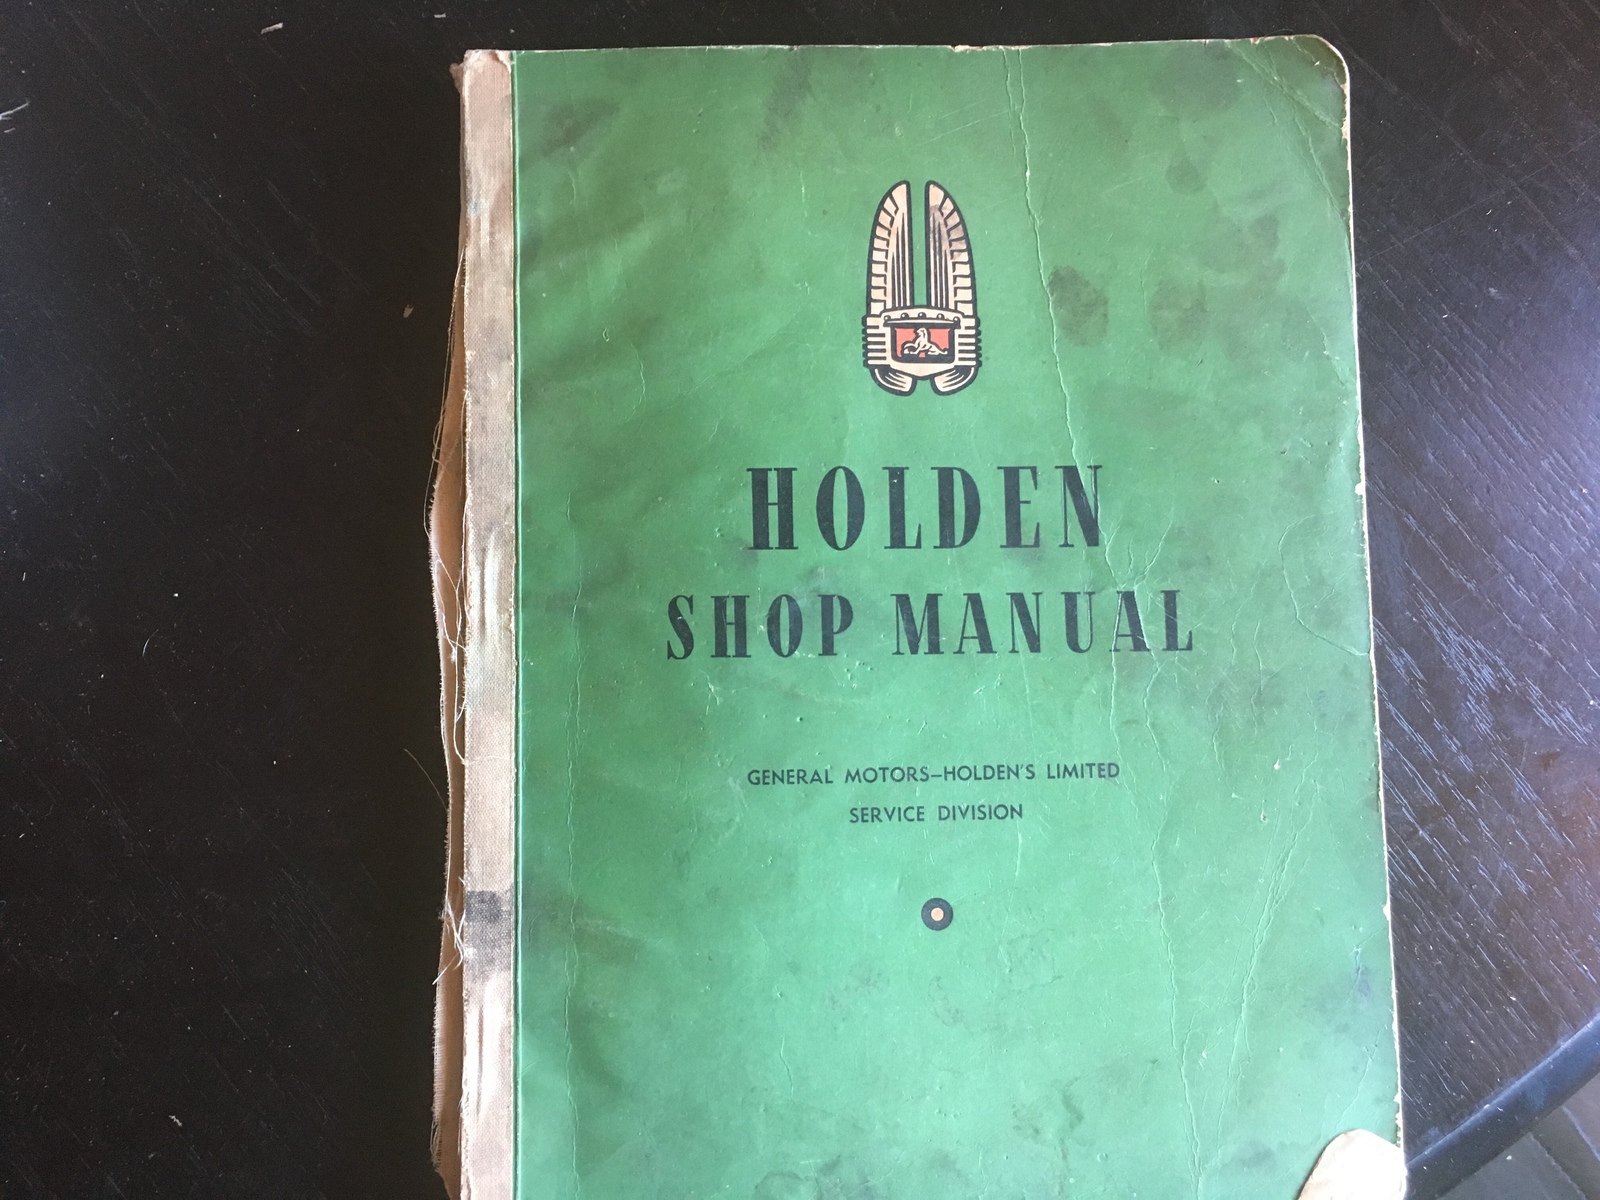 HOLDEN
SHOP MANUAL
GENERAL MOTORS–HOLDEN'S LIMITED
SERVICE DIVISION